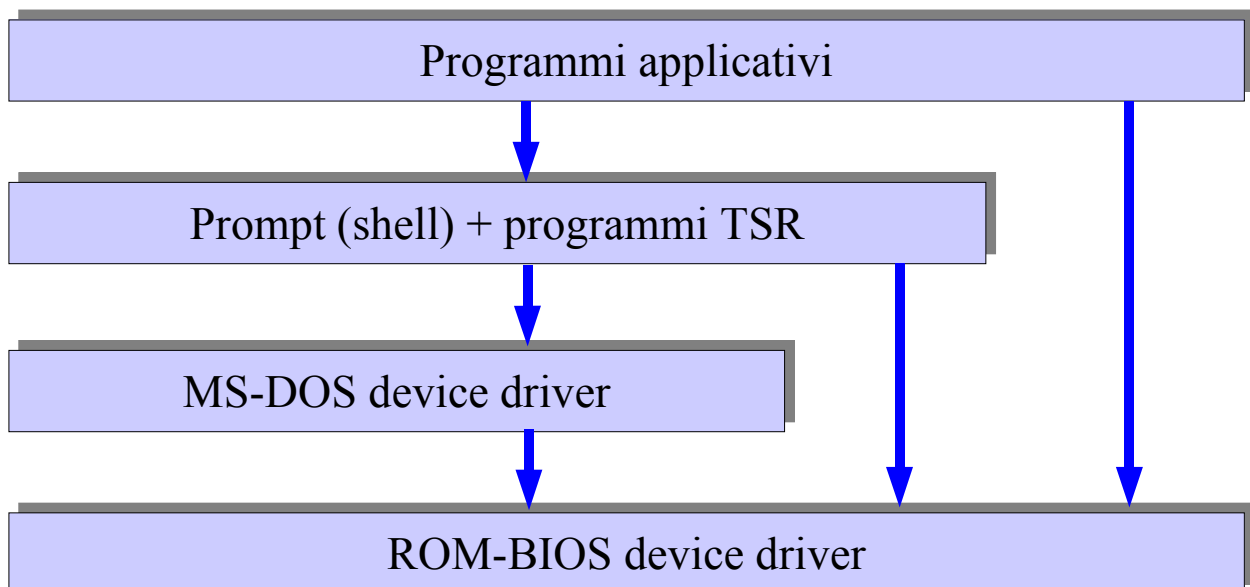 Programmi applicativi
Prompt (shell) + programmi TSR
MS-DOS device driver
ROM-BIOS device driver